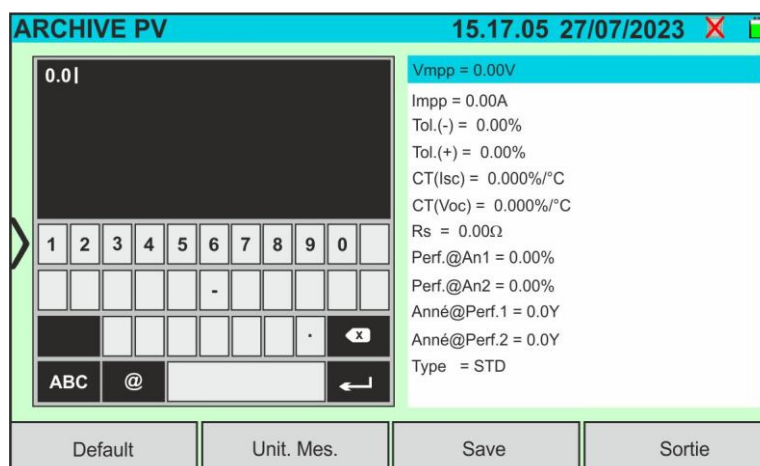 ARCHIVE PV 15.17.05 27/07/2023
0.0
1 2 3 4 5 6 7 8 9 0
-
.
x
ABC @
Vmpp = 0.00V
Impp = 0.00A
Tol.(-) = 0.00%
Tol.(+) = 0.00%
CT(Isc) = 0.000%/°C
CT(Voc) = 0.000%/°C
Rs = 0.00Ω
Perf.@An1 = 0.00%
Perf.@An2 = 0.00%
Anné@Perf.1 = 0.0Y
Anné@Perf.2 = 0.0Y
Type = STD
Default Unit. Mes. Save Sortie